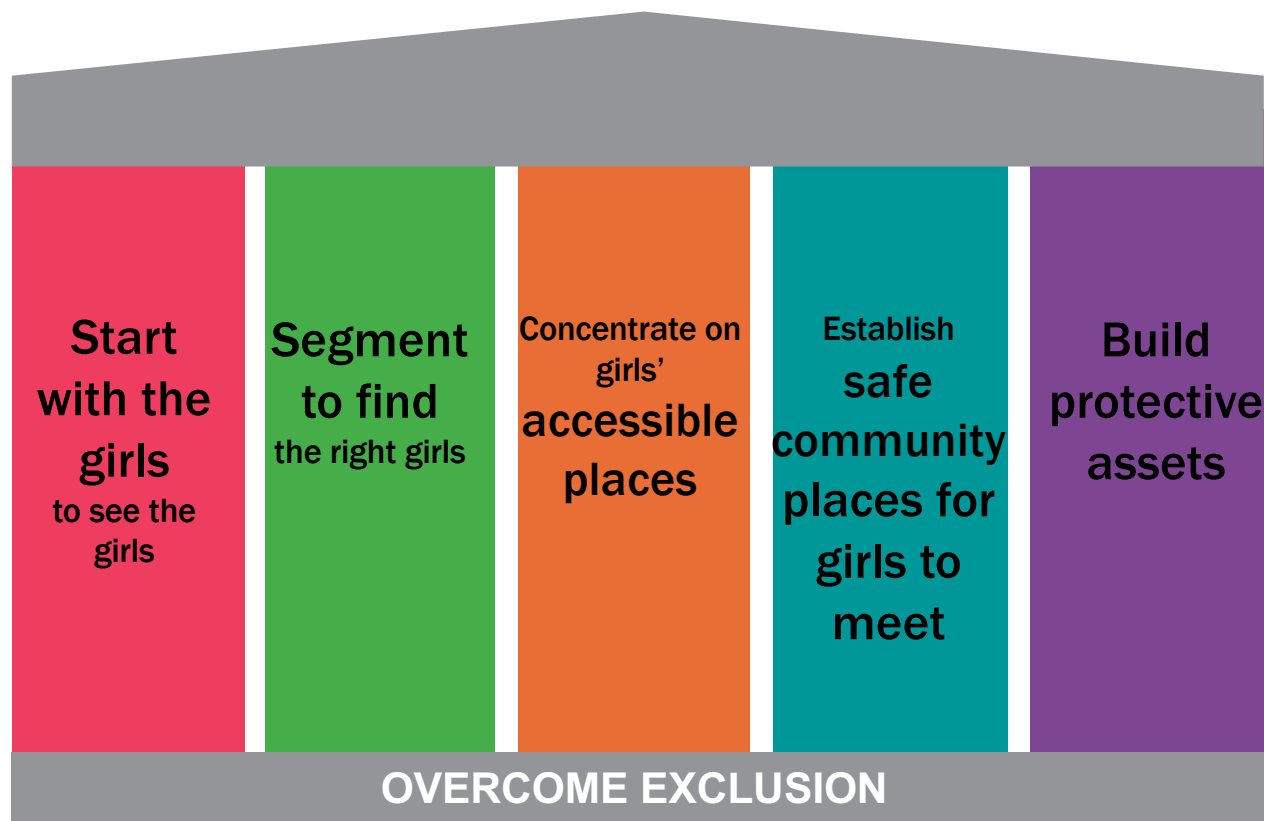 Start
with the
girls
to see the
girls
Segment
to find
the right girls
Concentrate on
girls’
accessible
places
Establish
safe
community
places for
girls to
meet
Build
protective
assets
OVERCOME EXCLUSION